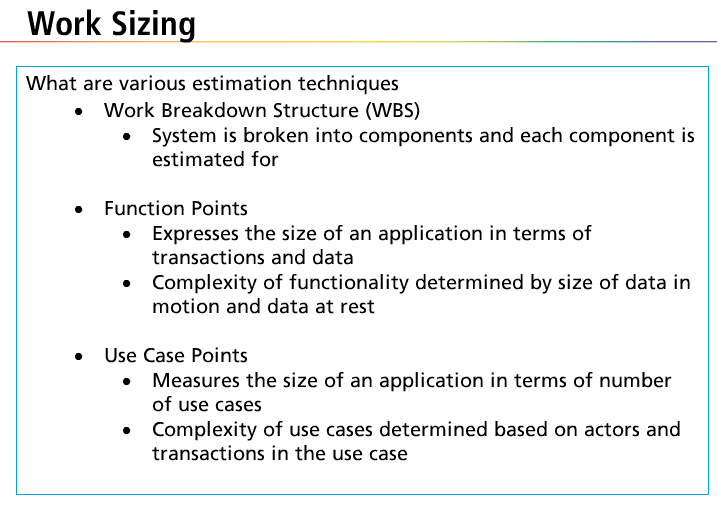 Work Sizing
What are various estimation techniques
• Work Breakdown Structure (WBS)
• System is broken into components and each component is
estimated for
• Function Points
• Expresses the size of an application in terms of
transactions and data
• Complexity of functionality determined by size of data in
motion and data at rest
• Use Case Points
• Measures the size of an application in terms of number
of use cases
• Complexity of use cases determined based on actors and
transactions in the use case